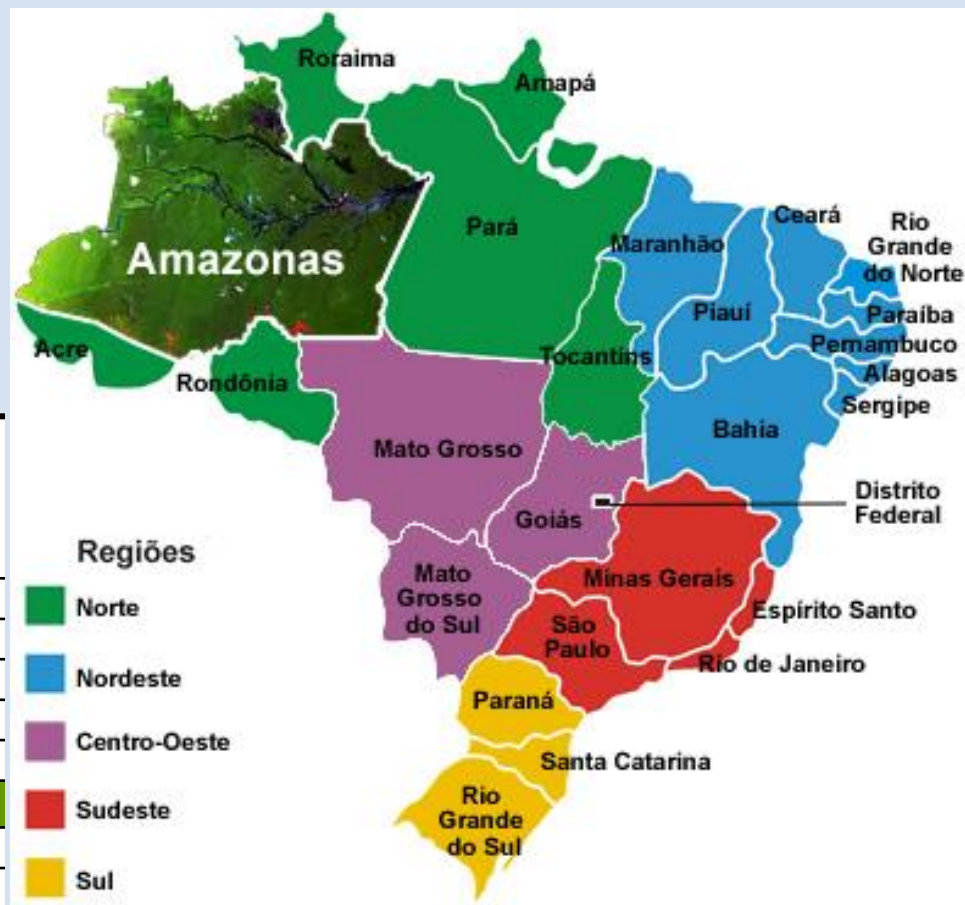 Roraima
Amapá
Amazonas
Pará
Maranhão
Ceará
Rio
Grande
do Norte
Piauí
Paraíba
Pernambuco
Alagoas
Sergipe
Acre
Rondônia
Tocantins
Bahia
Mato Grosso
Goiás
Distrito
Federal
Mato
Grosso
do Sul
Minas Gerais
Espírito Santo
São
Paulo
Rio de Janeiro
Paraná
Santa Catarina
Rio
Grande
do Sul
Regiões
Norte
Nordeste
Centro-Oeste
Sudeste
Sul